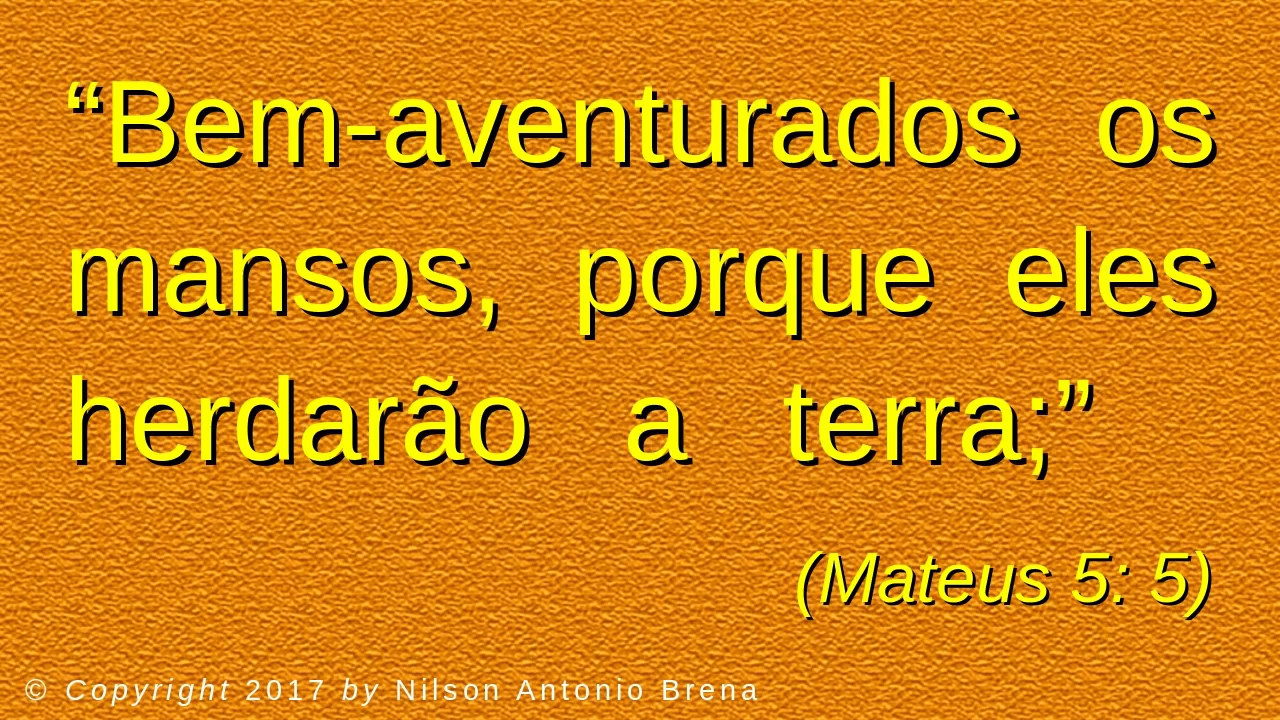 “Bem-aventurados os
mansos, porque eles
herdarão a terra;”
(Mateus 5: 5)
© Copyright 2017 by Nilson Antonio Brena